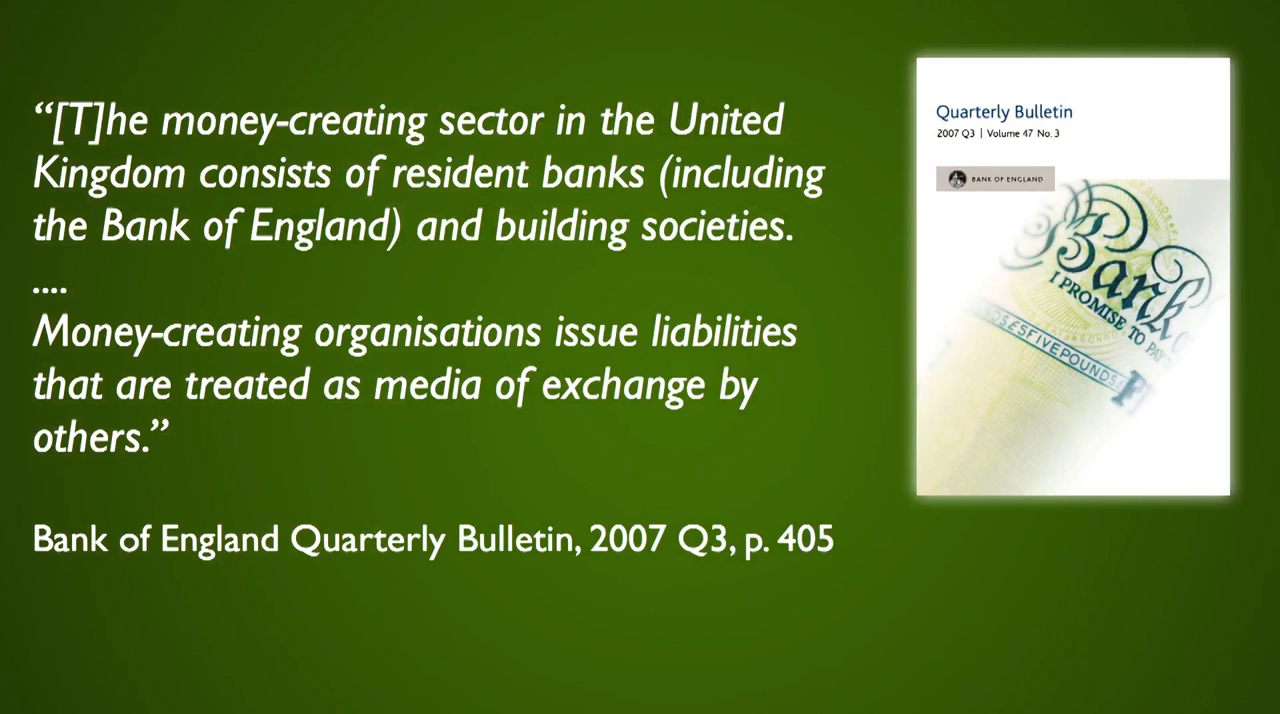 “[T]he money-creating sector in the United
Kingdom consists of resident banks (including
the Bank of England) and building societies.
....
Money-creating organisations issue liabilities
that are treated as media of exchange by
others.”
Bank of England Quarterly Bulletin, 2007 Q3, p. 405
Quarterly Bulletin
2007 Q3 | Volume 47 No. 3
BANK OF ENGLAND
Bank
I PROMISE TO PAY
FIVEPOUNDS